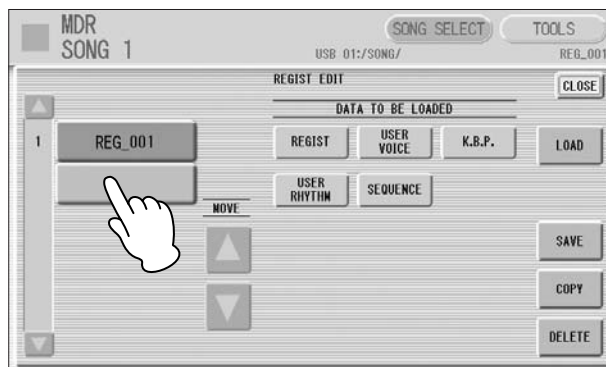 MDR
SONG 1
SONG SELECT
TOOLS
USB 01:/SONG/
REG_001
REGIST EDIT
CLOSE
DATA TO BE LOADED
1
REG_001
REGIST
USER
VOICE
K.B.P.
LOAD
USER
RHYTHM
SEQUENCE
MOVE
SAVE
COPY
DELETE